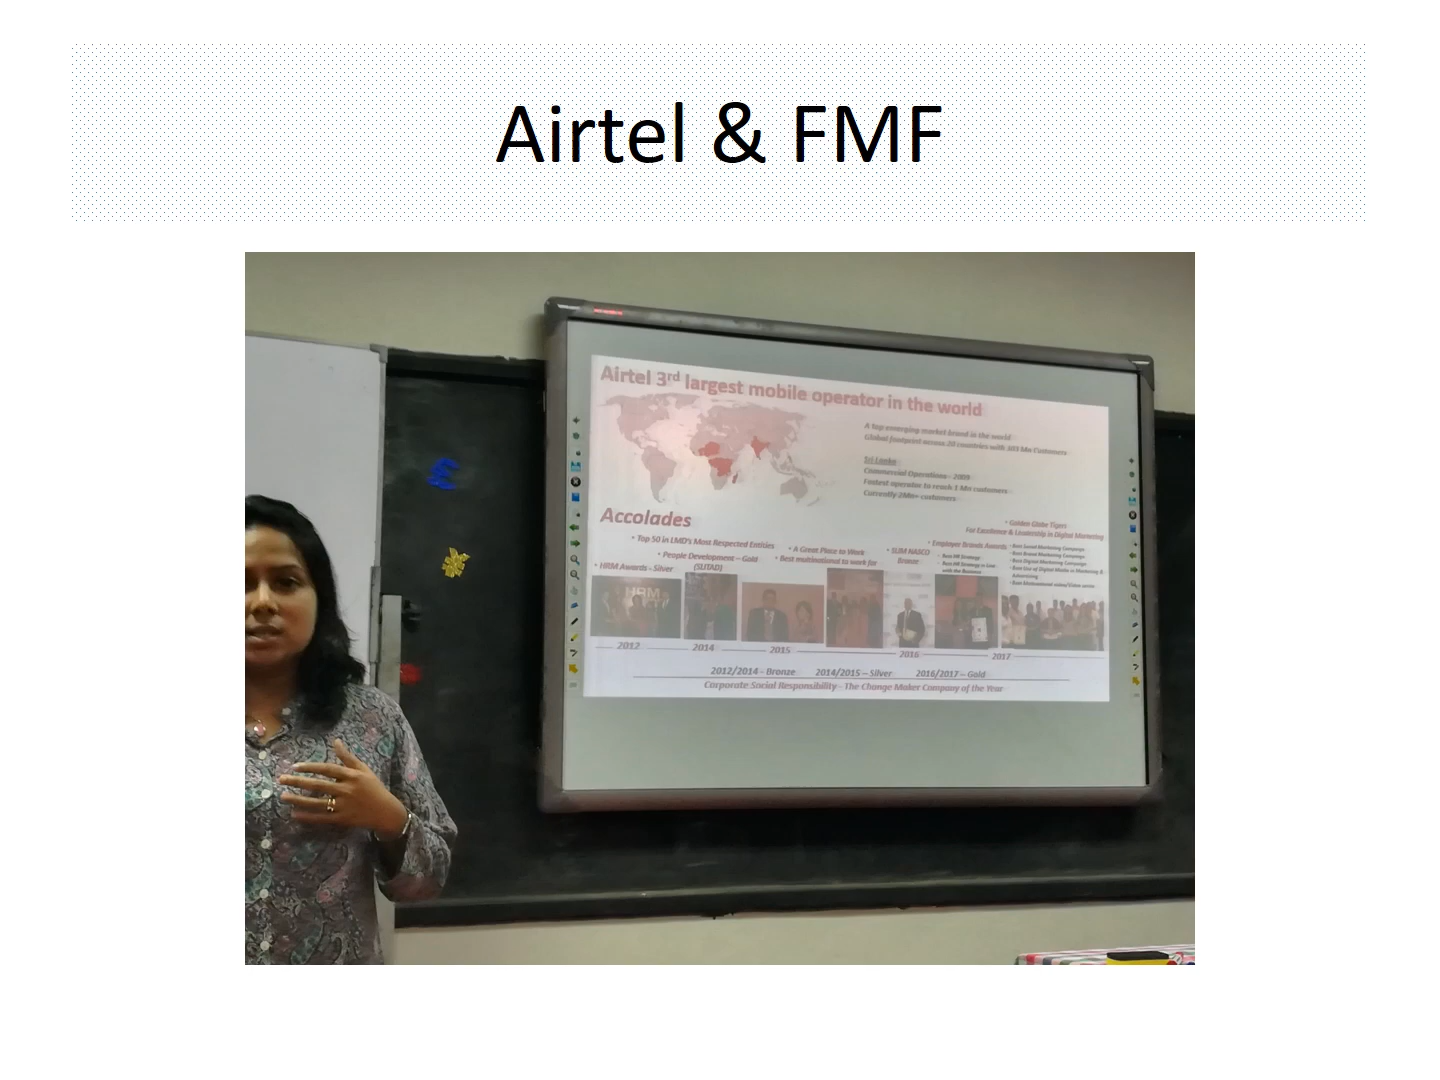 Airtel & FMF
Airtel 3rd largest mobile operator in the world
A top emerging market brand in the world
Global footprint across 20 countries with 303 Mn Customers
Sri Lanka
Commercial Operations - 2009
Fastest operator to reach 1 Mn customers
Currently 2Mn+ customers
Accolades
• Golden Globe Tigers
For Excellence & Leadership in Digital Marketing
• Top 50 in LMD's Most Respected Entities
• A Great Place to Work
• Best multinational to work for
• SLIM NASCO
Bronze
• Employer Brands Awards
• Best HR Strategy
• Best HR Strategy in Line
with the Business
Best Brand Marketing Campaign
Best Digital Marketing Campaign
Best Use of Digital Media in Marketing &
Advertising
• People Development – Gold
(SLITAD)
• HRM Awards - Silver
HRM
2012
2014
2015
2016
2017
2012/2014 - Bronze 2014/2015 – Silver 2016/2017 – Gold
Corporate Social Responsibility - The Change Maker Company of the Year